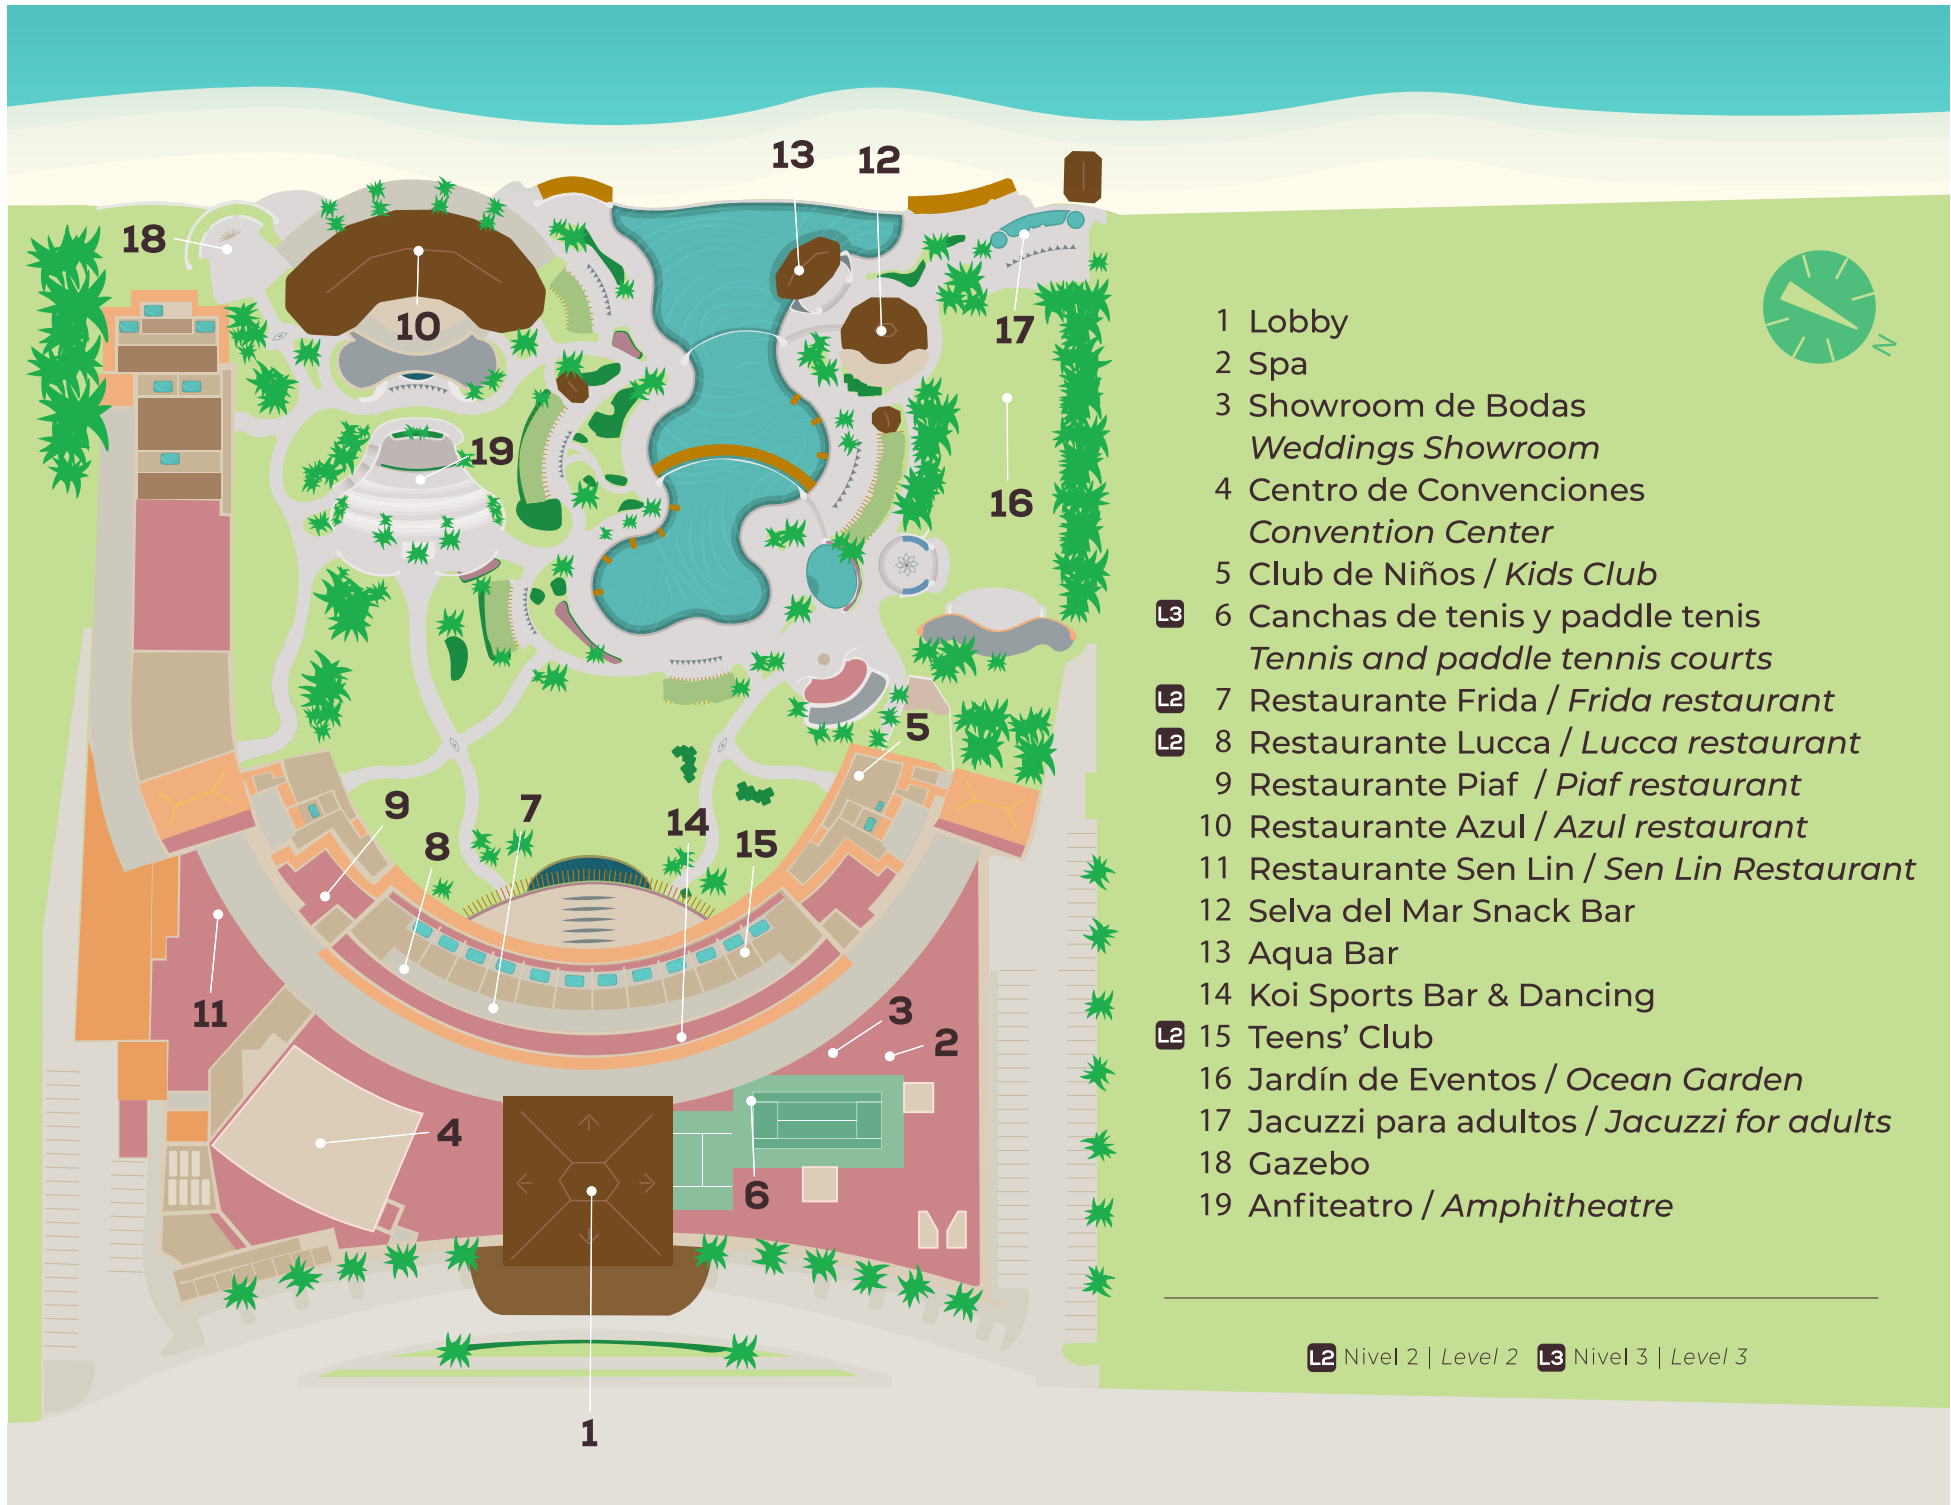 13
12
18
10
17
19
16
5
9
7
8
14
15
11
3
2
4
6
1
N
1 Lobby
2 Spa
3 Showroom de Bodas
Weddings Showroom
4 Centro de Convenciones
Convention Center
5 Club de Niños / Kids Club
L3 6 Canchas de tenis y paddle tenis
Tennis and paddle tennis courts
L2 7 Restaurante Frida / Frida restaurant
L2 8 Restaurante Lucca / Lucca restaurant
9 Restaurante Piaf / Piaf restaurant
10 Restaurante Azul / Azul restaurant
11 Restaurante Sen Lin / Sen Lin Restaurant
12 Selva del Mar Snack Bar
13 Aqua Bar
14 Koi Sports Bar & Dancing
L2 15 Teens’ Club
16 Jardín de Eventos / Ocean Garden
17 Jacuzzi para adultos / Jacuzzi for adults
18 Gazebo
19 Anfiteatro / Amphitheatre
L2 Nivel 2 | Level 2 L3 Nivel 3 | Level 3